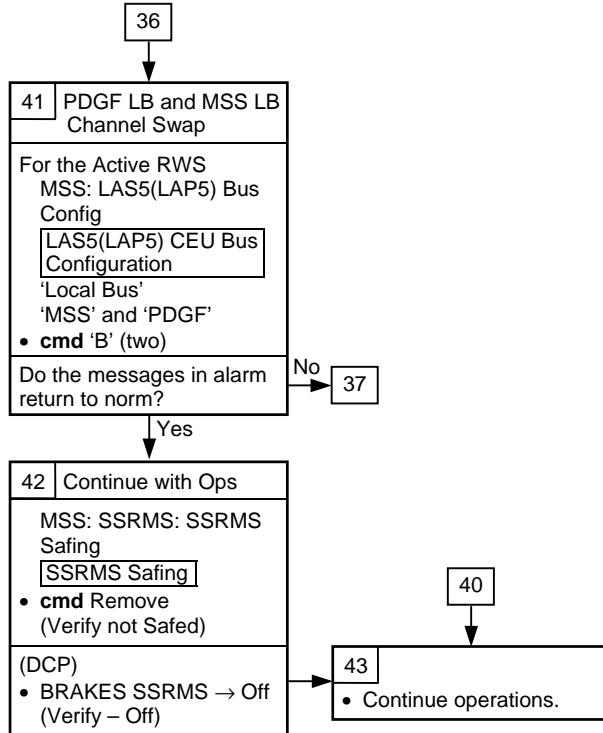 36
41 PDGF LB and MSS LB
Channel Swap
For the Active RWS
MSS: LAS5(LAP5) Bus
Config
LAS5(LAP5) CEU Bus
Configuration
‘Local Bus’
‘MSS’ and ‘PDGF’
• cmd ‘B’ (two)
Do the messages in alarm
return to norm?
No
37
Yes
42 Continue with Ops
MSS: SSRMS: SSRMS
Safing
SSRMS Safing
• cmd Remove
(Verify not Safed)
(DCP)
• BRAKES SSRMS → Off
(Verify – Off)
40
43
• Continue operations.